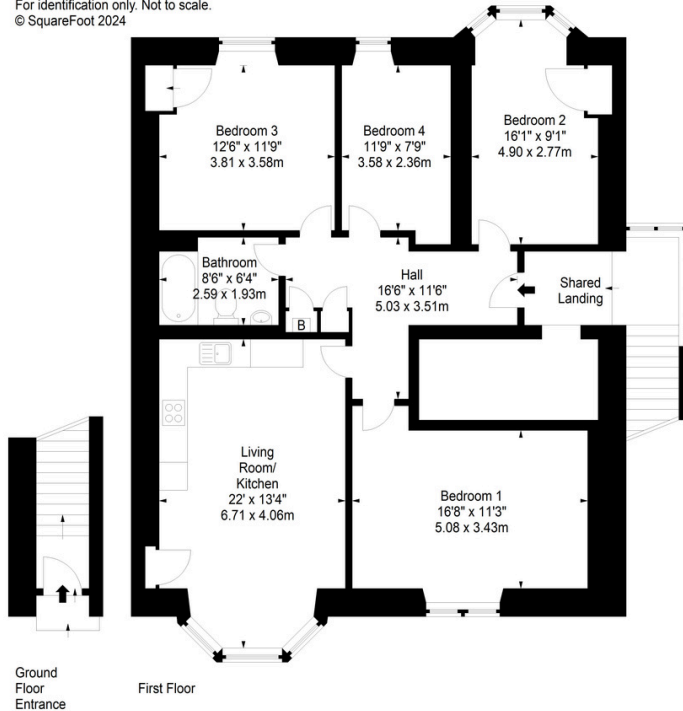 For identification only. Not to scale.
© SquareFoot 2024
Bedroom 3
12'6" x 11'9"
3.81 x 3.58m
Bedroom 4
11'9" x 7'9"
3.58 x 2.36m
Bedroom 2
16'1" x 9'1"
4.90 x 2.77m
Bathroom
8'6" x 6'4"
2.59 x 1.93m
Hall
16'6" x 11'6"
5.03 x 3.51m
Shared
Landing
B
Living
Room/
Kitchen
22' x 13'4"
6.71 x 4.06m
Bedroom 1
16'8" x 11'3"
5.08 x 3.43m
Ground
Floor
Entrance
First Floor